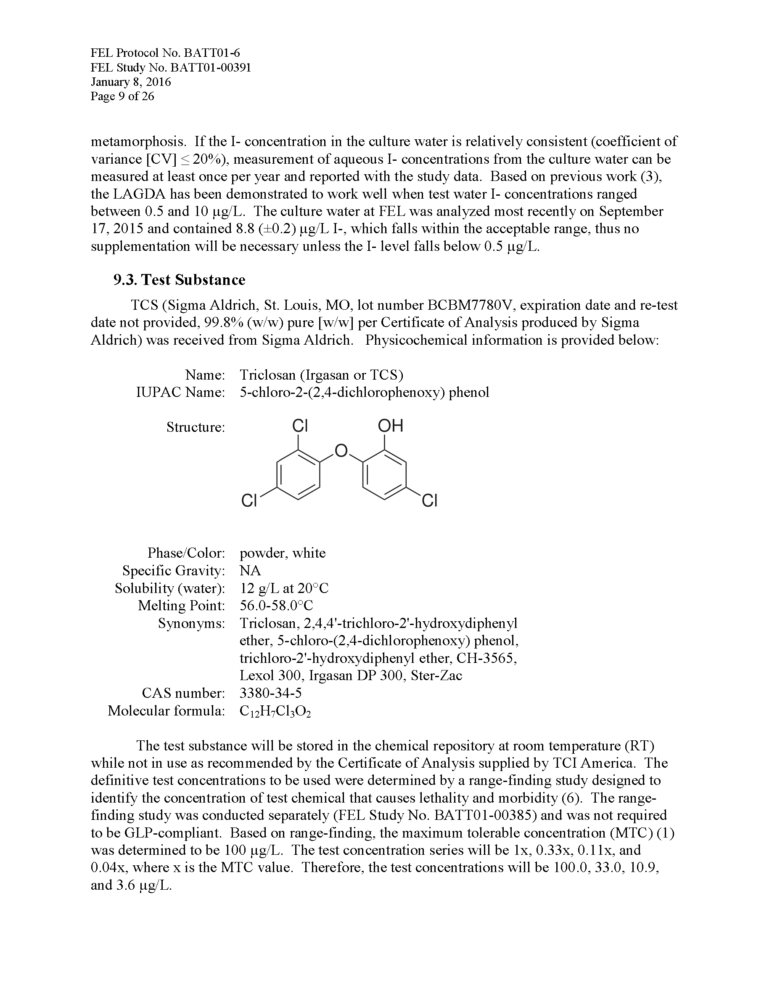 FEL Protocol No. BATT01-6
FEL Study No. BATT01-00391
January 8, 2016
Page 9 of 26
metamorphosis.  If the I- concentration in the culture water is relatively consistent (coefficient of
variance [CV] ≤ 20%), measurement of aqueous I- concentrations from the culture water can be
measured at least once per year and reported with the study data.  Based on previous work (3),
the LAGDA has been demonstrated to work well when test water I- concentrations ranged
between 0.5 and 10 µg/L.  The culture water at FEL was analyzed most recently on September
17, 2015 and contained 8.8 (±0.2) µg/L I-, which falls within the acceptable range, thus no
supplementation will be necessary unless the I- level falls below 0.5 µg/L.
9.3. Test Substance
TCS (Sigma Aldrich, St. Louis, MO, lot number BCBM7780V, expiration date and re-test
date not provided, 99.8% (w/w) pure [w/w] per Certificate of Analysis produced by Sigma
Aldrich) was received from Sigma Aldrich.   Physicochemical information is provided below:
Name: Triclosan (Irgasan or TCS)
IUPAC Name: 5-chloro-2-(2,4-dichlorophenoxy) phenol
Structure: Cl OH
O
Cl Cl
Phase/Color: powder, white
Specific Gravity: NA
Solubility (water): 12 g/L at 20°C
Melting Point: 56.0-58.0°C
Synonyms: Triclosan, 2,4,4'-trichloro-2'-hydroxydiphenyl
ether, 5-chloro-(2,4-dichlorophenoxy) phenol,
trichloro-2'-hydroxydiphenyl ether, CH-3565,
Lexol 300, Irgasan DP 300, Ster-Zac
CAS number: 3380-34-5
Molecular formula: C₁₂H₇Cl₃O₂
The test substance will be stored in the chemical repository at room temperature (RT)
while not in use as recommended by the Certificate of Analysis supplied by TCI America.  The
definitive test concentrations to be used were determined by a range-finding study designed to
identify the concentration of test chemical that causes lethality and morbidity (6).  The range-
finding study was conducted separately (FEL Study No. BATT01-00385) and was not required
to be GLP-compliant.  Based on range-finding, the maximum tolerable concentration (MTC) (1)
was determined to be 100 µg/L.  The test concentration series will be 1x, 0.33x, 0.11x, and
0.04x, where x is the MTC value.  Therefore, the test concentrations will be 100.0, 33.0, 10.9,
and 3.6 µg/L.